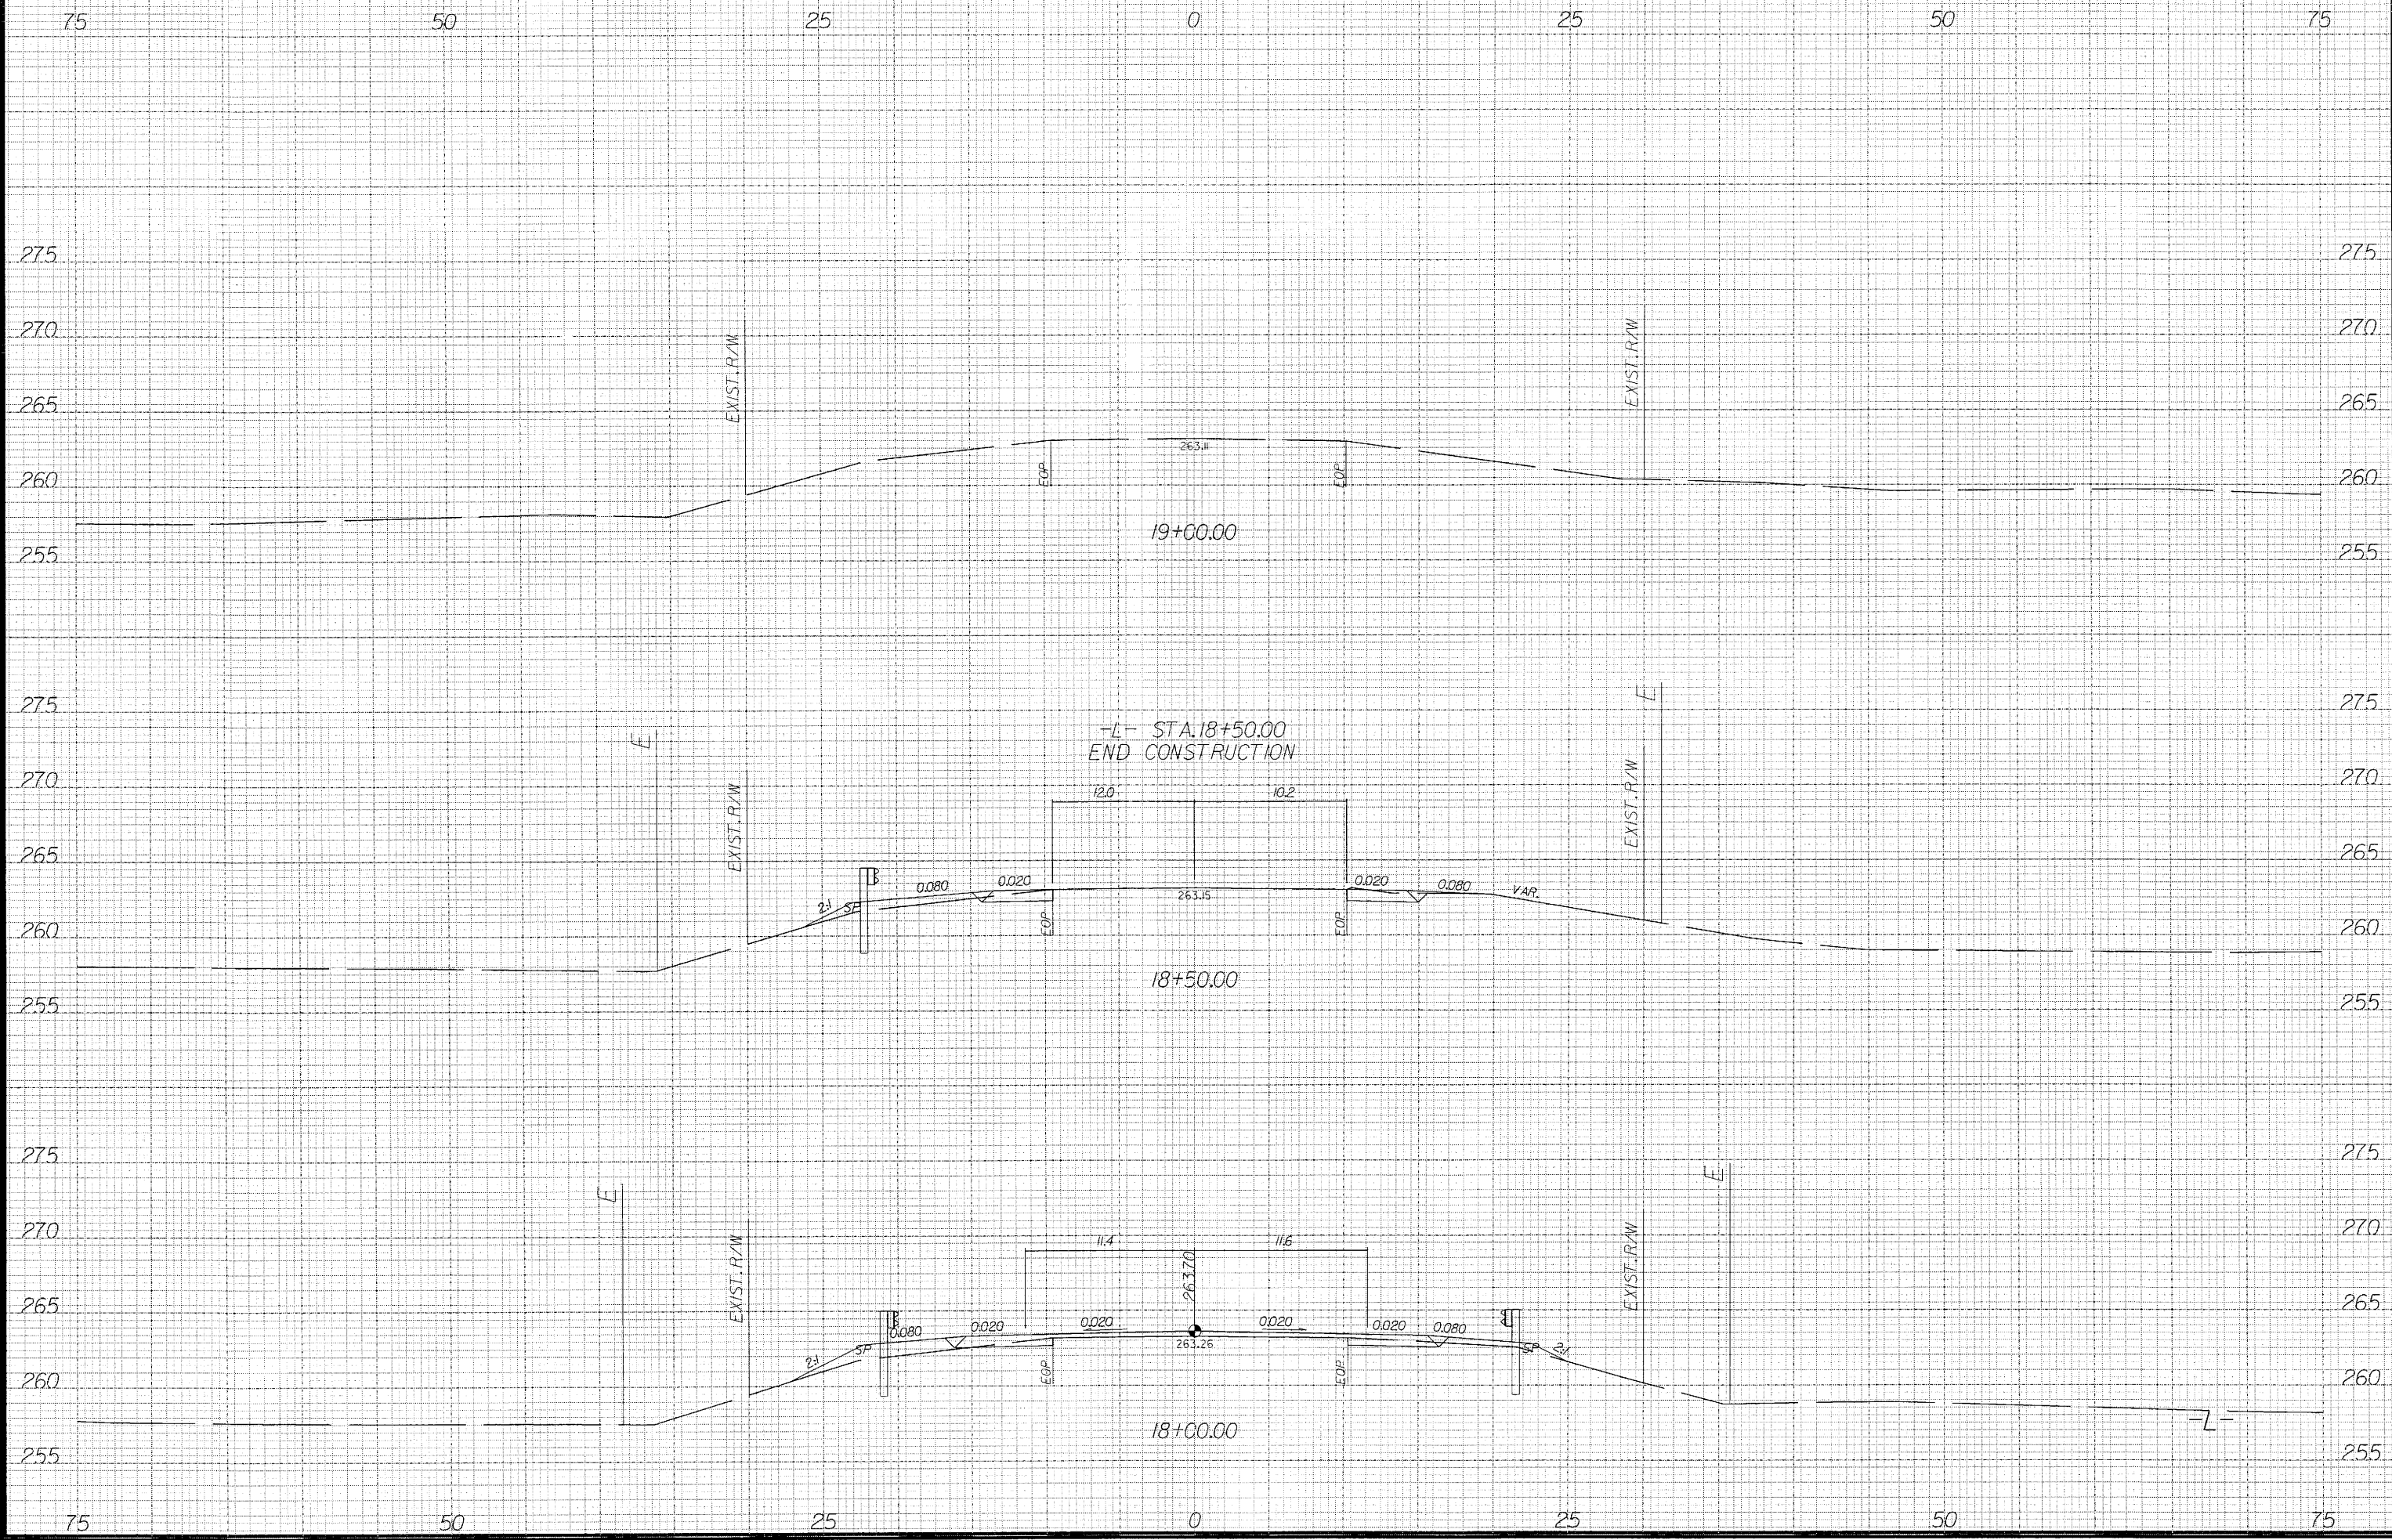 75 50 25 0 25 50 75
275 275
270 EXIST. R/W EXIST. R/W 270
265 265
263.11
260 EOP EOP 260
19+00.00
255 255
275 E 275
-L- STA.18+50.00
E
END CONSTRUCTION
270 EXIST. R/W EXIST. R/W 270
12.0 10.2
265 265
0.080 0.020 0.020 0.080 VAR.
263.15
2:1 SP
260 EOP EOP 260
18+50.00
255 255
275 275
E E
270 EXIST. R/W EXIST. R/W 270
11.4 11.6
263.70
265 265
0.080 0.020 0.020 0.020 0.020 0.080
263.26
2:1 SP SP 2:1
260 EOP EOP 260
-L-
18+00.00
255 255
75 50 25 0 25 50 75